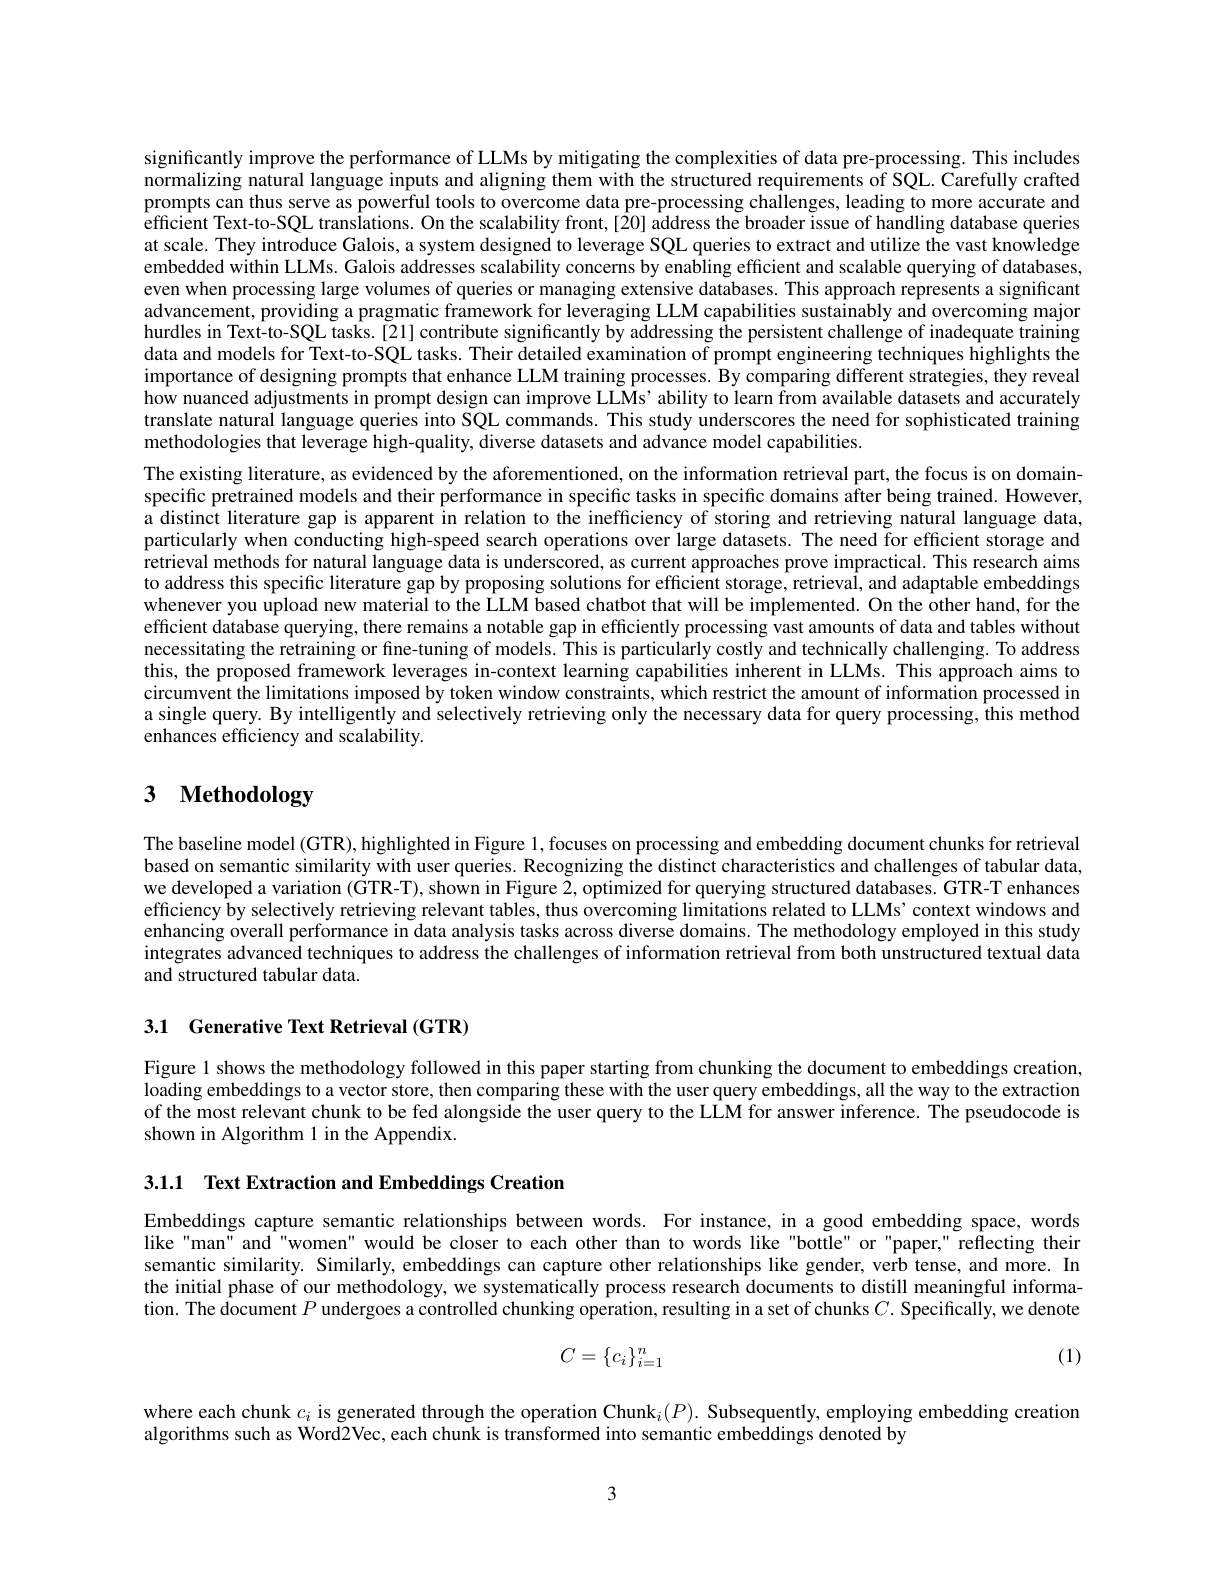 significantly improve the performance of LLMs by mitigating the complexities of data pre-processing. This includes
normalizing natural language inputs and aligning them with the structured requirements of SQL. Carefully crafted
prompts can thus serve as powerful tools to overcome data pre-processing challenges, leading to more accurate and
efficient Text-to-SQL translations. On the scalability front, [20] address the broader issue of handling database queries
at scale. They introduce Galois, a system designed to leverage SQL queries to extract and utilize the vast knowledge
embedded within LLMs. Galois addresses scalability concerns by enabling efficient and scalable querying of databases,
even when processing large volumes of queries or managing extensive databases. This approach represents a significant
advancement, providing a pragmatic framework for leveraging LLM capabilities sustainably and overcoming major
hurdles in Text-to-SQL tasks. [21] contribute significantly by addressing the persistent challenge of inadequate training
data and models for Text-to-SQL tasks. Their detailed examination of prompt engineering techniques highlights the
importance of designing prompts that enhance LLM training processes. By comparing different strategies, they reveal
how nuanced adjustments in prompt design can improve LLMs’ ability to learn from available datasets and accurately
translate natural language queries into SQL commands. This study underscores the need for sophisticated training
methodologies that leverage high-quality, diverse datasets and advance model capabilities.
The existing literature, as evidenced by the aforementioned, on the information retrieval part, the focus is on domain-
specific pretrained models and their performance in specific tasks in specific domains after being trained. However,
a distinct literature gap is apparent in relation to the inefficiency of storing and retrieving natural language data,
particularly when conducting high-speed search operations over large datasets. The need for efficient storage and
retrieval methods for natural language data is underscored, as current approaches prove impractical. This research aims
to address this specific literature gap by proposing solutions for efficient storage, retrieval, and adaptable embeddings
whenever you upload new material to the LLM based chatbot that will be implemented. On the other hand, for the
efficient database querying, there remains a notable gap in efficiently processing vast amounts of data and tables without
necessitating the retraining or fine-tuning of models. This is particularly costly and technically challenging. To address
this, the proposed framework leverages in-context learning capabilities inherent in LLMs. This approach aims to
circumvent the limitations imposed by token window constraints, which restrict the amount of information processed in
a single query. By intelligently and selectively retrieving only the necessary data for query processing, this method
enhances efficiency and scalability.
3 Methodology
The baseline model (GTR), highlighted in Figure 1, focuses on processing and embedding document chunks for retrieval
based on semantic similarity with user queries. Recognizing the distinct characteristics and challenges of tabular data,
we developed a variation (GTR-T), shown in Figure 2, optimized for querying structured databases. GTR-T enhances
efficiency by selectively retrieving relevant tables, thus overcoming limitations related to LLMs’ context windows and
enhancing overall performance in data analysis tasks across diverse domains. The methodology employed in this study
integrates advanced techniques to address the challenges of information retrieval from both unstructured textual data
and structured tabular data.
3.1 Generative Text Retrieval (GTR)
Figure 1 shows the methodology followed in this paper starting from chunking the document to embeddings creation,
loading embeddings to a vector store, then comparing these with the user query embeddings, all the way to the extraction
of the most relevant chunk to be fed alongside the user query to the LLM for answer inference. The pseudocode is
shown in Algorithm 1 in the Appendix.
3.1.1 Text Extraction and Embeddings Creation
Embeddings capture semantic relationships between words. For instance, in a good embedding space, words
like "man" and "women" would be closer to each other than to words like "bottle" or "paper," reflecting their
semantic similarity. Similarly, embeddings can capture other relationships like gender, verb tense, and more. In
the initial phase of our methodology, we systematically process research documents to distill meaningful informa-
tion. The document P undergoes a controlled chunking operation, resulting in a set of chunks C. Specifically, we denote
C = {c_i}_{i=1}^n (1)
where each chunk c_i is generated through the operation Chunk_i(P). Subsequently, employing embedding creation
algorithms such as Word2Vec, each chunk is transformed into semantic embeddings denoted by
3